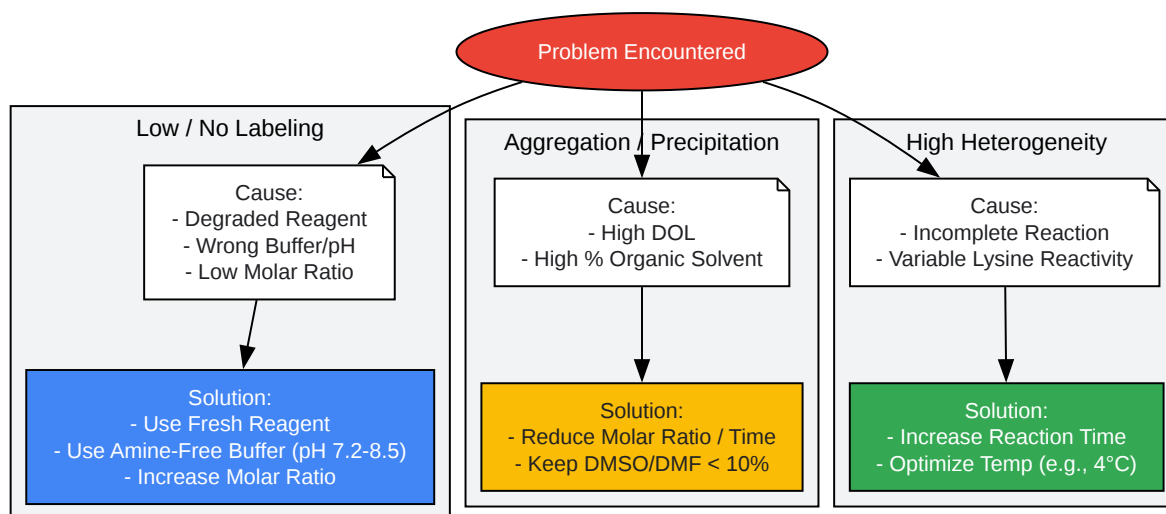 Problem Encountered
Low / No Labeling
Cause:
- Degraded Reagent
- Wrong Buffer/pH
- Low Molar Ratio
Solution:
- Use Fresh Reagent
- Use Amine-Free Buffer (pH 7.2-8.5)
- Increase Molar Ratio
Aggregation / Precipitation
Cause:
- High DOL
- High % Organic Solvent
Solution:
- Reduce Molar Ratio / Time
- Keep DMSO/DMF < 10%
High Heterogeneity
Cause:
- Incomplete Reaction
- Variable Lysine Reactivity
Solution:
- Increase Reaction Time
- Optimize Temp (e.g., 4°C)